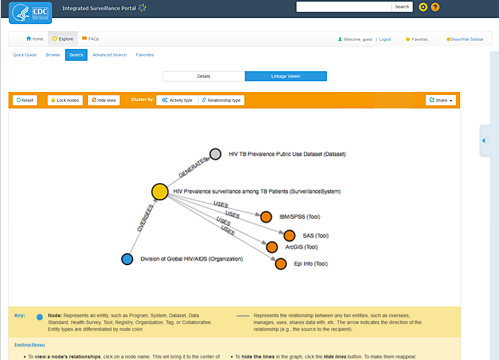 CDC
Integrated Surveillance Portal
Search
Home
Explore
FAQs
Welcome, guest | Logout
Favorites
Show/Hide Sidebar
Quick Guide
Browse
Search
Advanced Search
Favorites
Details
Linkage Viewer
Reset
Lock nodes
Hide lines
Cluster by:
Activity type
Relationship type
Share
HIV TB Prevalence Public Use Dataset (Dataset)
GENERATES
HIV Prevalence surveillance among TB Patients (SurveillanceSystem)
OVERSEES
USES
USES
USES
USES
IBM/SPSS (Tool)
SAS (Tool)
ArcGIS (Tool)
Epi Info (Tool)
Division of Global HIV/AIDS (Organization)
Key:
Node: Represents an entity, such as Program, System, Dataset, Data
Standard, Health Survey, Tool, Registry, Organization, Tag, or Collaborative.
Entity types are differentiated by node color.
Represents the relationship between any two entities, such as oversees,
manages, uses, shares data with, etc. The arrow indicates the direction of the
relationship (e.g., the source to the recipient).
Instructions:
• To view a node's relationships, click on a node name. This will bring it to the center of
• To hide the lines in the graph, click the Hide lines button. To make them reappear,